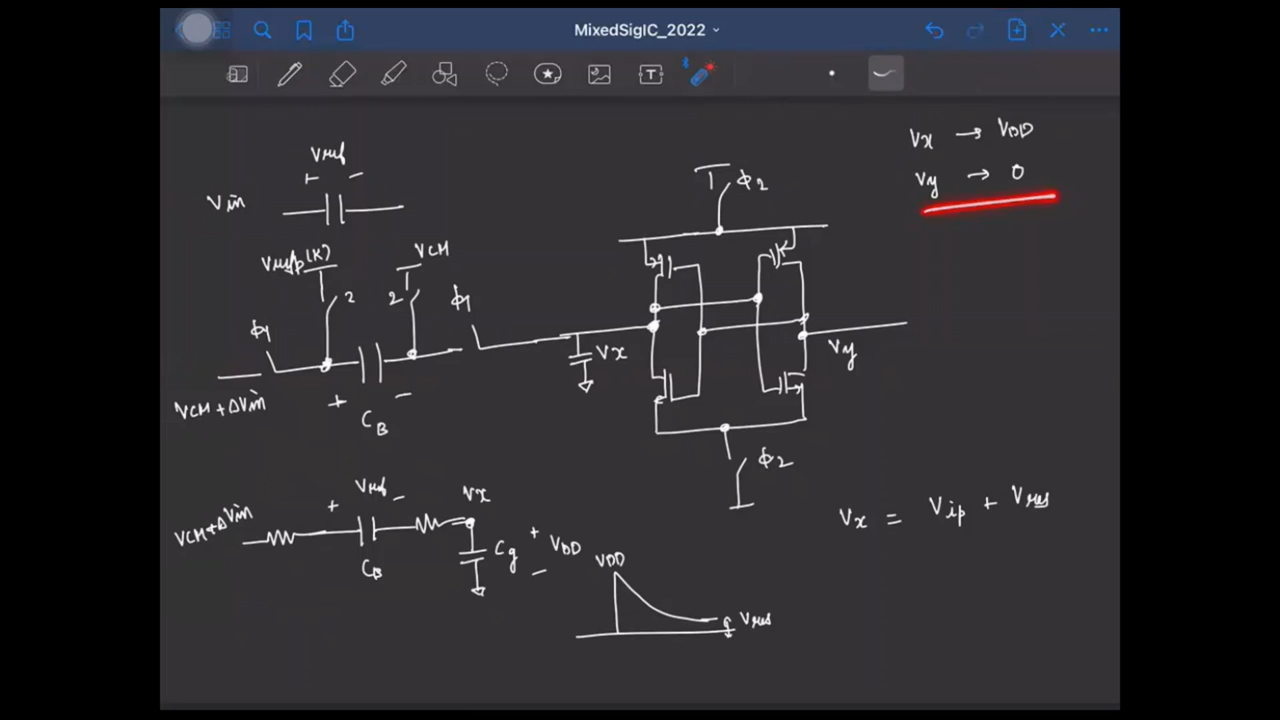 MixedSigIC_2022
T
Vx → VDD
Vy → 0
Vref
+ -
Vin
φ2
Vrefp(k)
VCM
2
2
φ1
φ1
Vx
Vy
VCM + ΔVin
+ -
CB
φ2
Vref
+ -
Vx
VCM+ΔVin
CB
Cg
+ VDD -
VDD
Vres
Vx = Vip + Vres